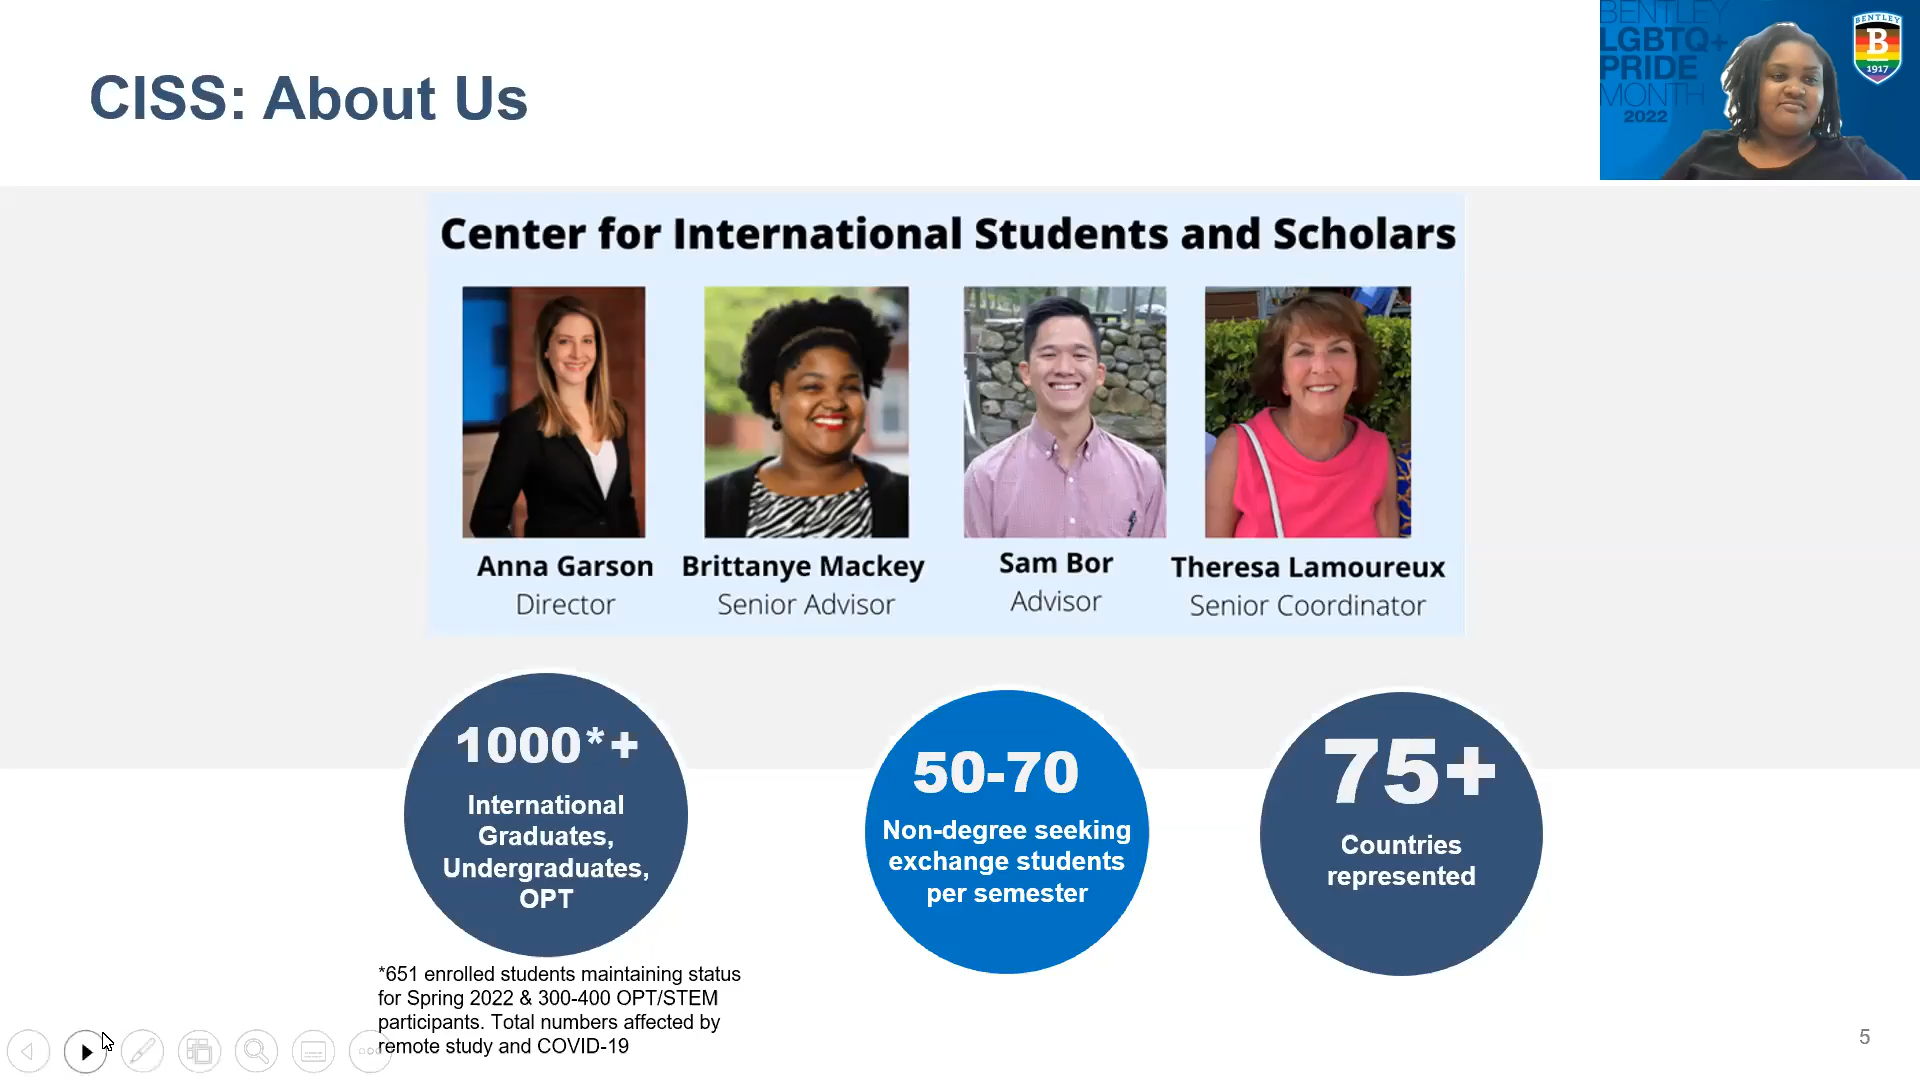 CISS: About Us
BENTLEY
LGBTQ+
PRIDE
MONTH
2022
BENTLEY
B
1917
Center for International Students and Scholars
Anna Garson
Director
Brittanye Mackey
Senior Advisor
Sam Bor
Advisor
Theresa Lamoureux
Senior Coordinator
1000*+
International
Graduates,
Undergraduates,
OPT
50-70
Non-degree seeking
exchange students
per semester
75+
Countries
represented
*651 enrolled students maintaining status
for Spring 2022 & 300-400 OPT/STEM
participants. Total numbers affected by
remote study and COVID-19
5